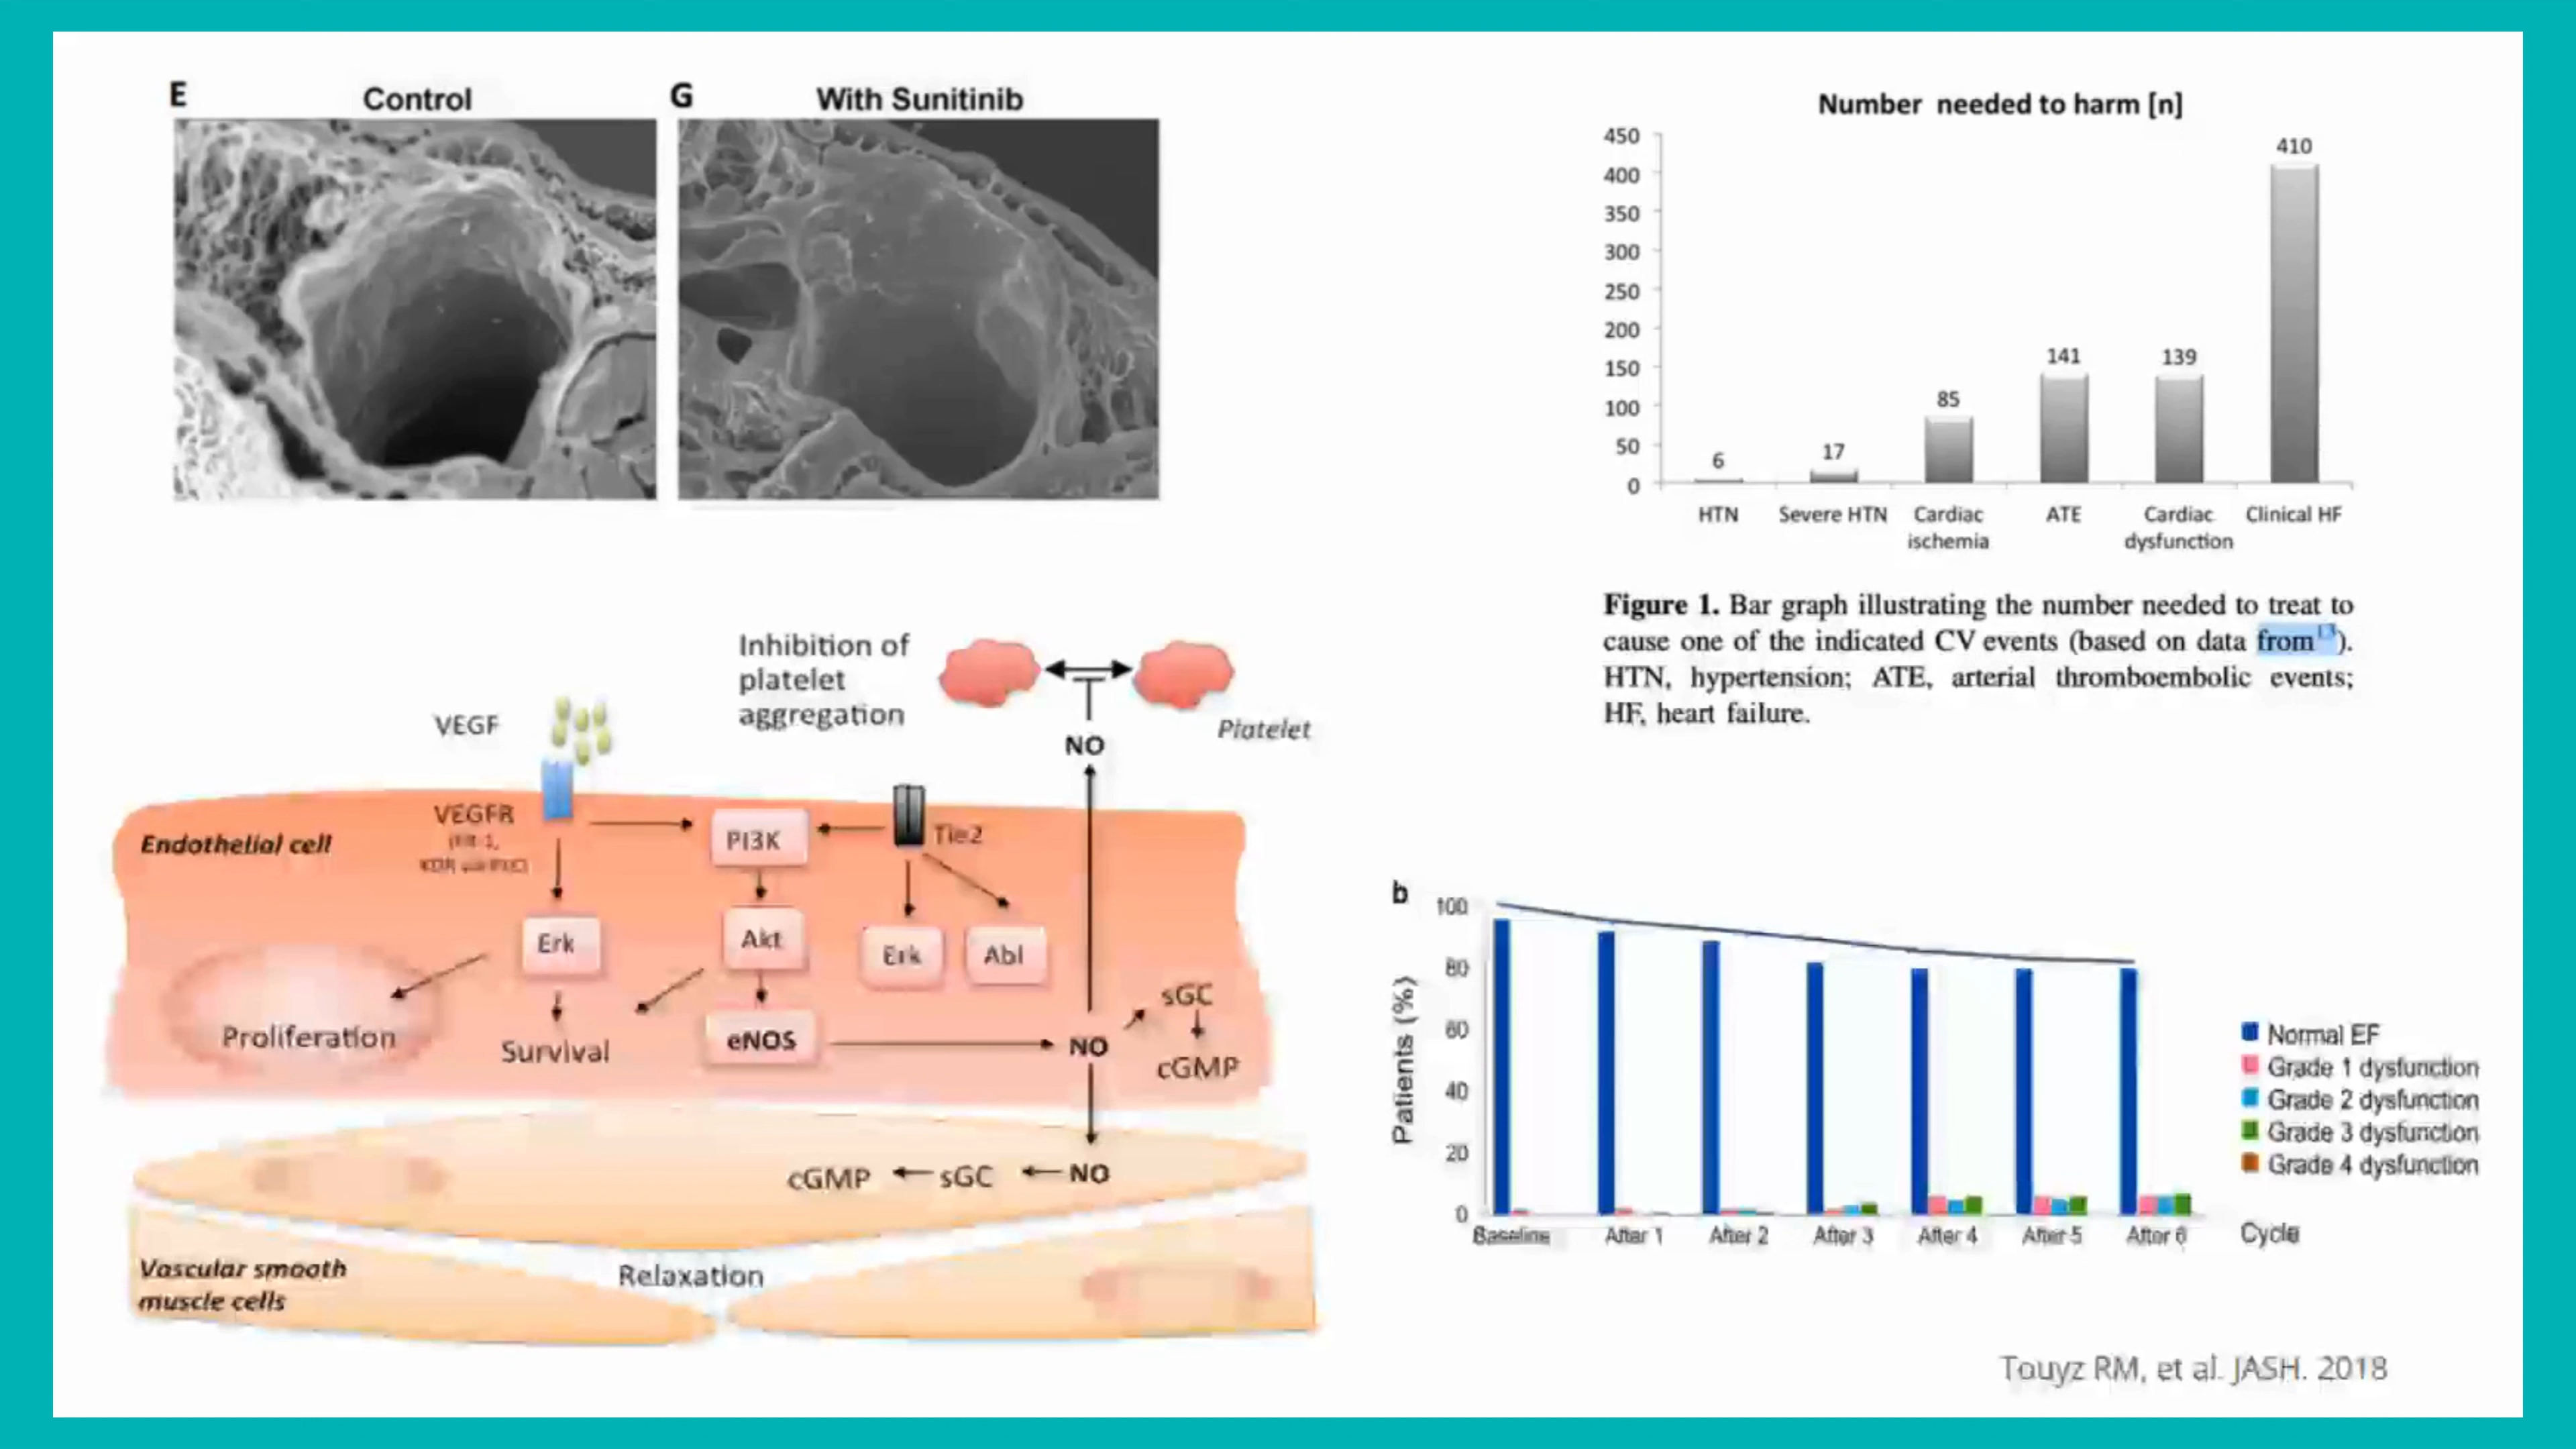 E
Control
G
With Sunitinib
Number needed to harm [n]
450
400
350
300
250
200
150
100
50
0
6
17
85
141
139
410
HTN
Severe HTN
Cardiac
ischemia
ATE
Cardiac
dysfunction
Clinical HF
Figure 1. Bar graph illustrating the number needed to treat to
cause one of the indicated CV events (based on data from13).
HTN, hypertension; ATE, arterial thromboembolic events;
HF, heart failure.
Inhibition of
platelet
aggregation
Platelet
NO
VEGF
VEGFR
Endothelial cell
PI3K
Tie2
Erk
Akt
Erk
Abl
Proliferation
Survival
eNOS
NO
sGC
cGMP
cGMP
sGC
NO
Relaxation
Vascular smooth
muscle cells
b
Patients (%)
100
80
60
40
20
0
Baseline
After 1
After 2
After 3
After 4
After 5
After 6
Cycle
Normal EF
Grade 1 dysfunction
Grade 2 dysfunction
Grade 3 dysfunction
Grade 4 dysfunction
Touyz RM, et al. JASH. 2018